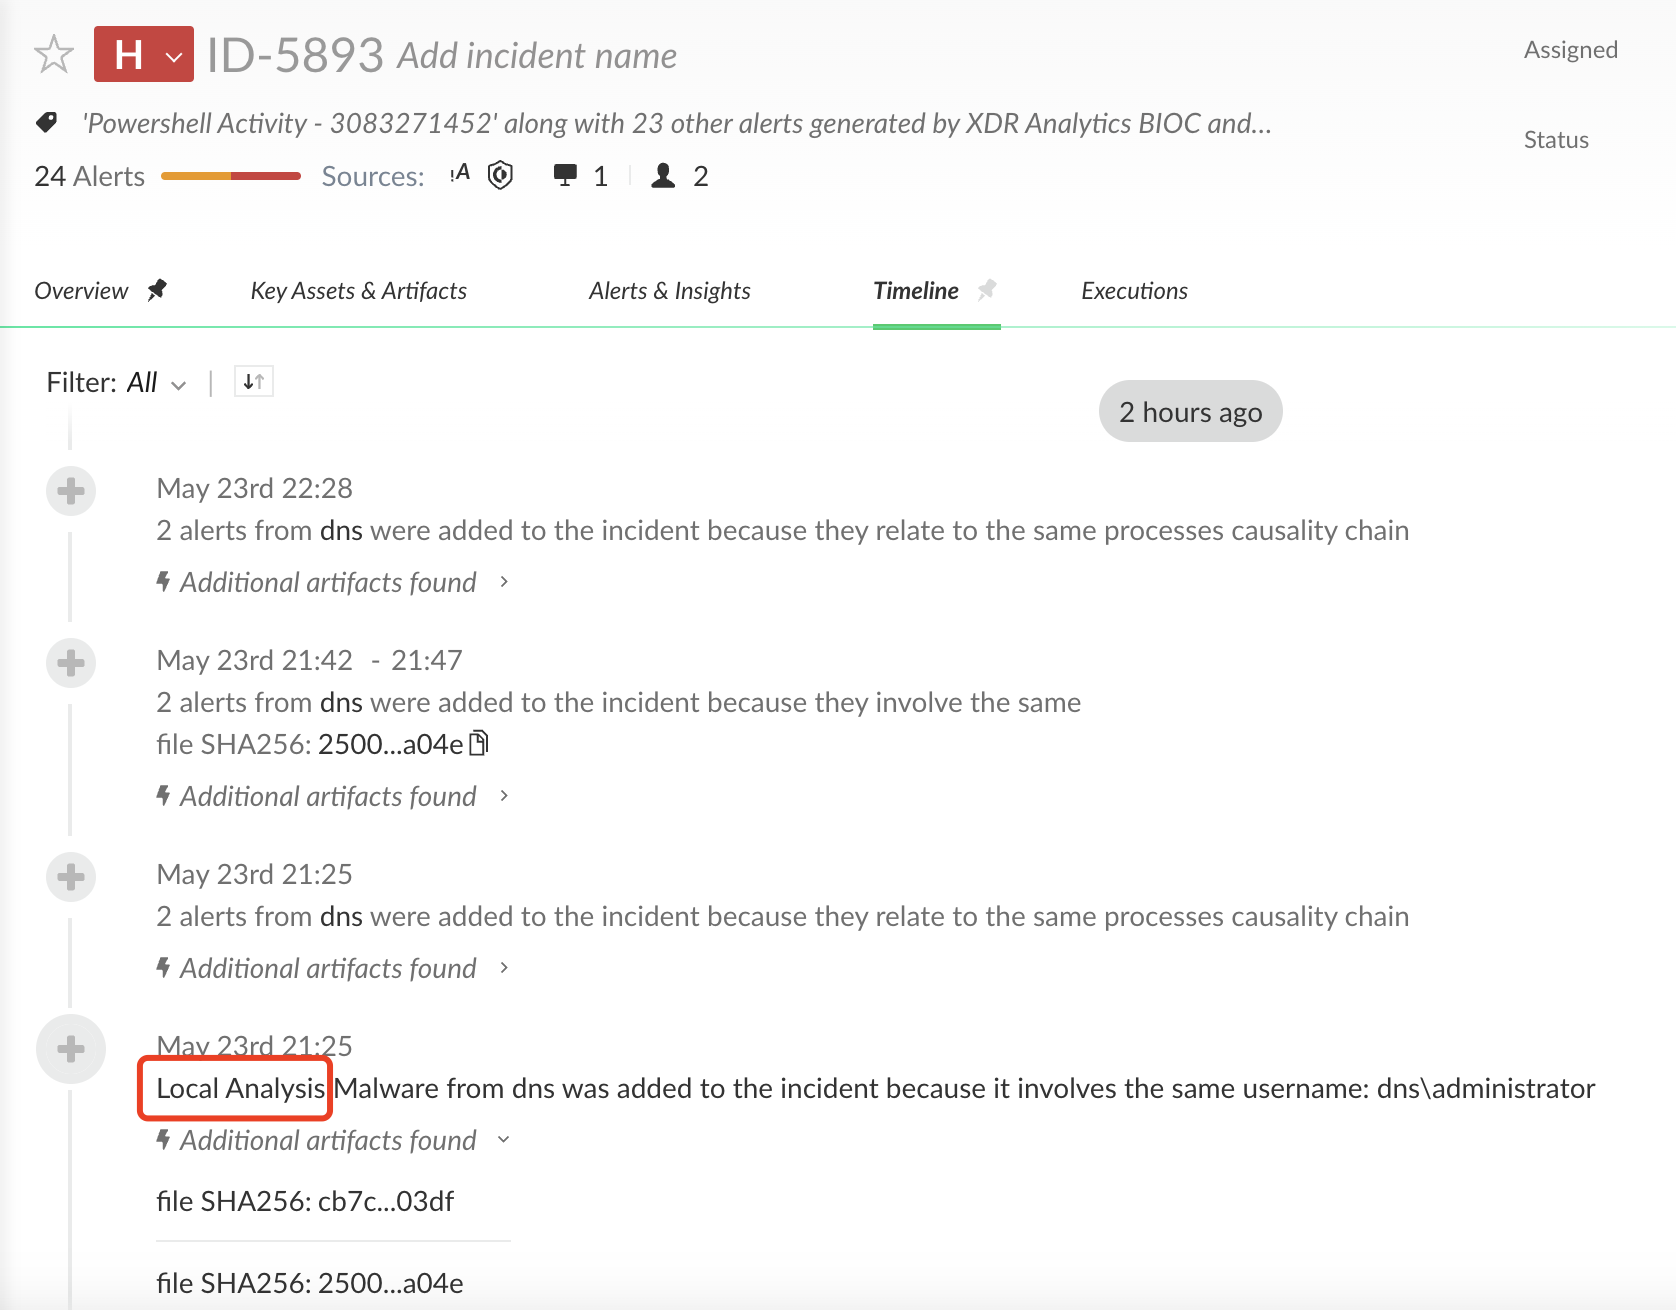 H ID-5893 Add incident name
Assigned
'Powershell Activity - 3083271452' along with 23 other alerts generated by XDR Analytics BIOC and...
Status
24 Alerts Sources: !A 1 2
Overview Key Assets & Artifacts Alerts & Insights Timeline Executions
Filter: All
2 hours ago
May 23rd 22:28
2 alerts from dns were added to the incident because they relate to the same processes causality chain
Additional artifacts found
May 23rd 21:42 - 21:47
2 alerts from dns were added to the incident because they involve the same
file SHA256: 2500...a04e
Additional artifacts found
May 23rd 21:25
2 alerts from dns were added to the incident because they relate to the same processes causality chain
Additional artifacts found
May 23rd 21:25
Local Analysis Malware from dns was added to the incident because it involves the same username: dns\administrator
Additional artifacts found
file SHA256: cb7c...03df
file SHA256: 2500...a04e